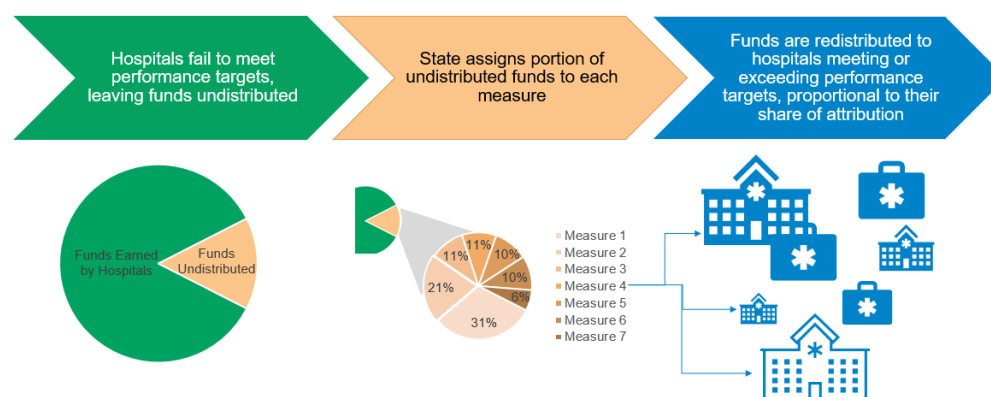 Hospitals fail to meet
performance targets,
leaving funds undistributed
State assigns portion of
undistributed funds to each
measure
Funds are redistributed to
hospitals meeting or
exceeding performance
targets, proportional to their
share of attribution
Funds Earned
by Hospitals
Funds
Undistributed
11%
11%
10%
21%
10%
6%
31%
Measure 1
Measure 2
Measure 3
Measure 4
Measure 5
Measure 6
Measure 7